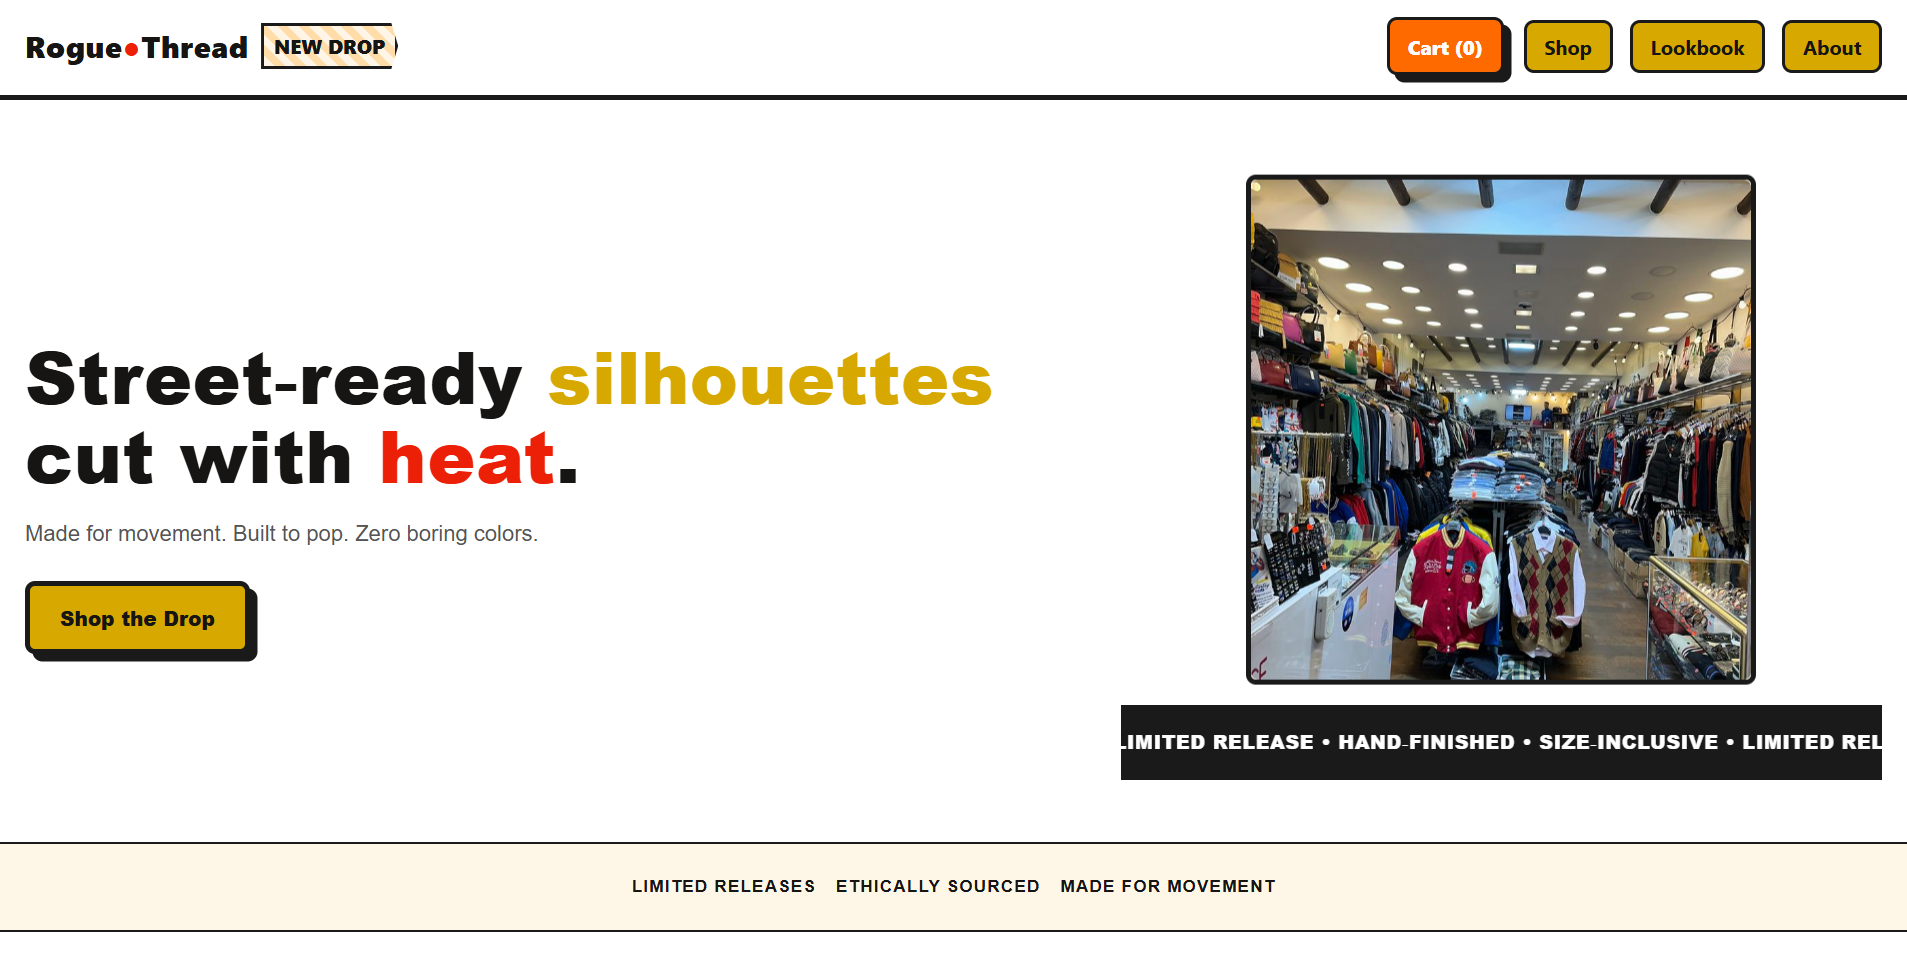 Rogue•Thread
NEW DROP
Cart (0)
Shop
Lookbook
About
Street-ready silhouettes
cut with heat.
Made for movement. Built to pop. Zero boring colors.
Shop the Drop
LIMITED RELEASE • HAND-FINISHED • SIZE-INCLUSIVE • LIMITED REL
LIMITED RELEASES ETHICALLY SOURCED MADE FOR MOVEMENT